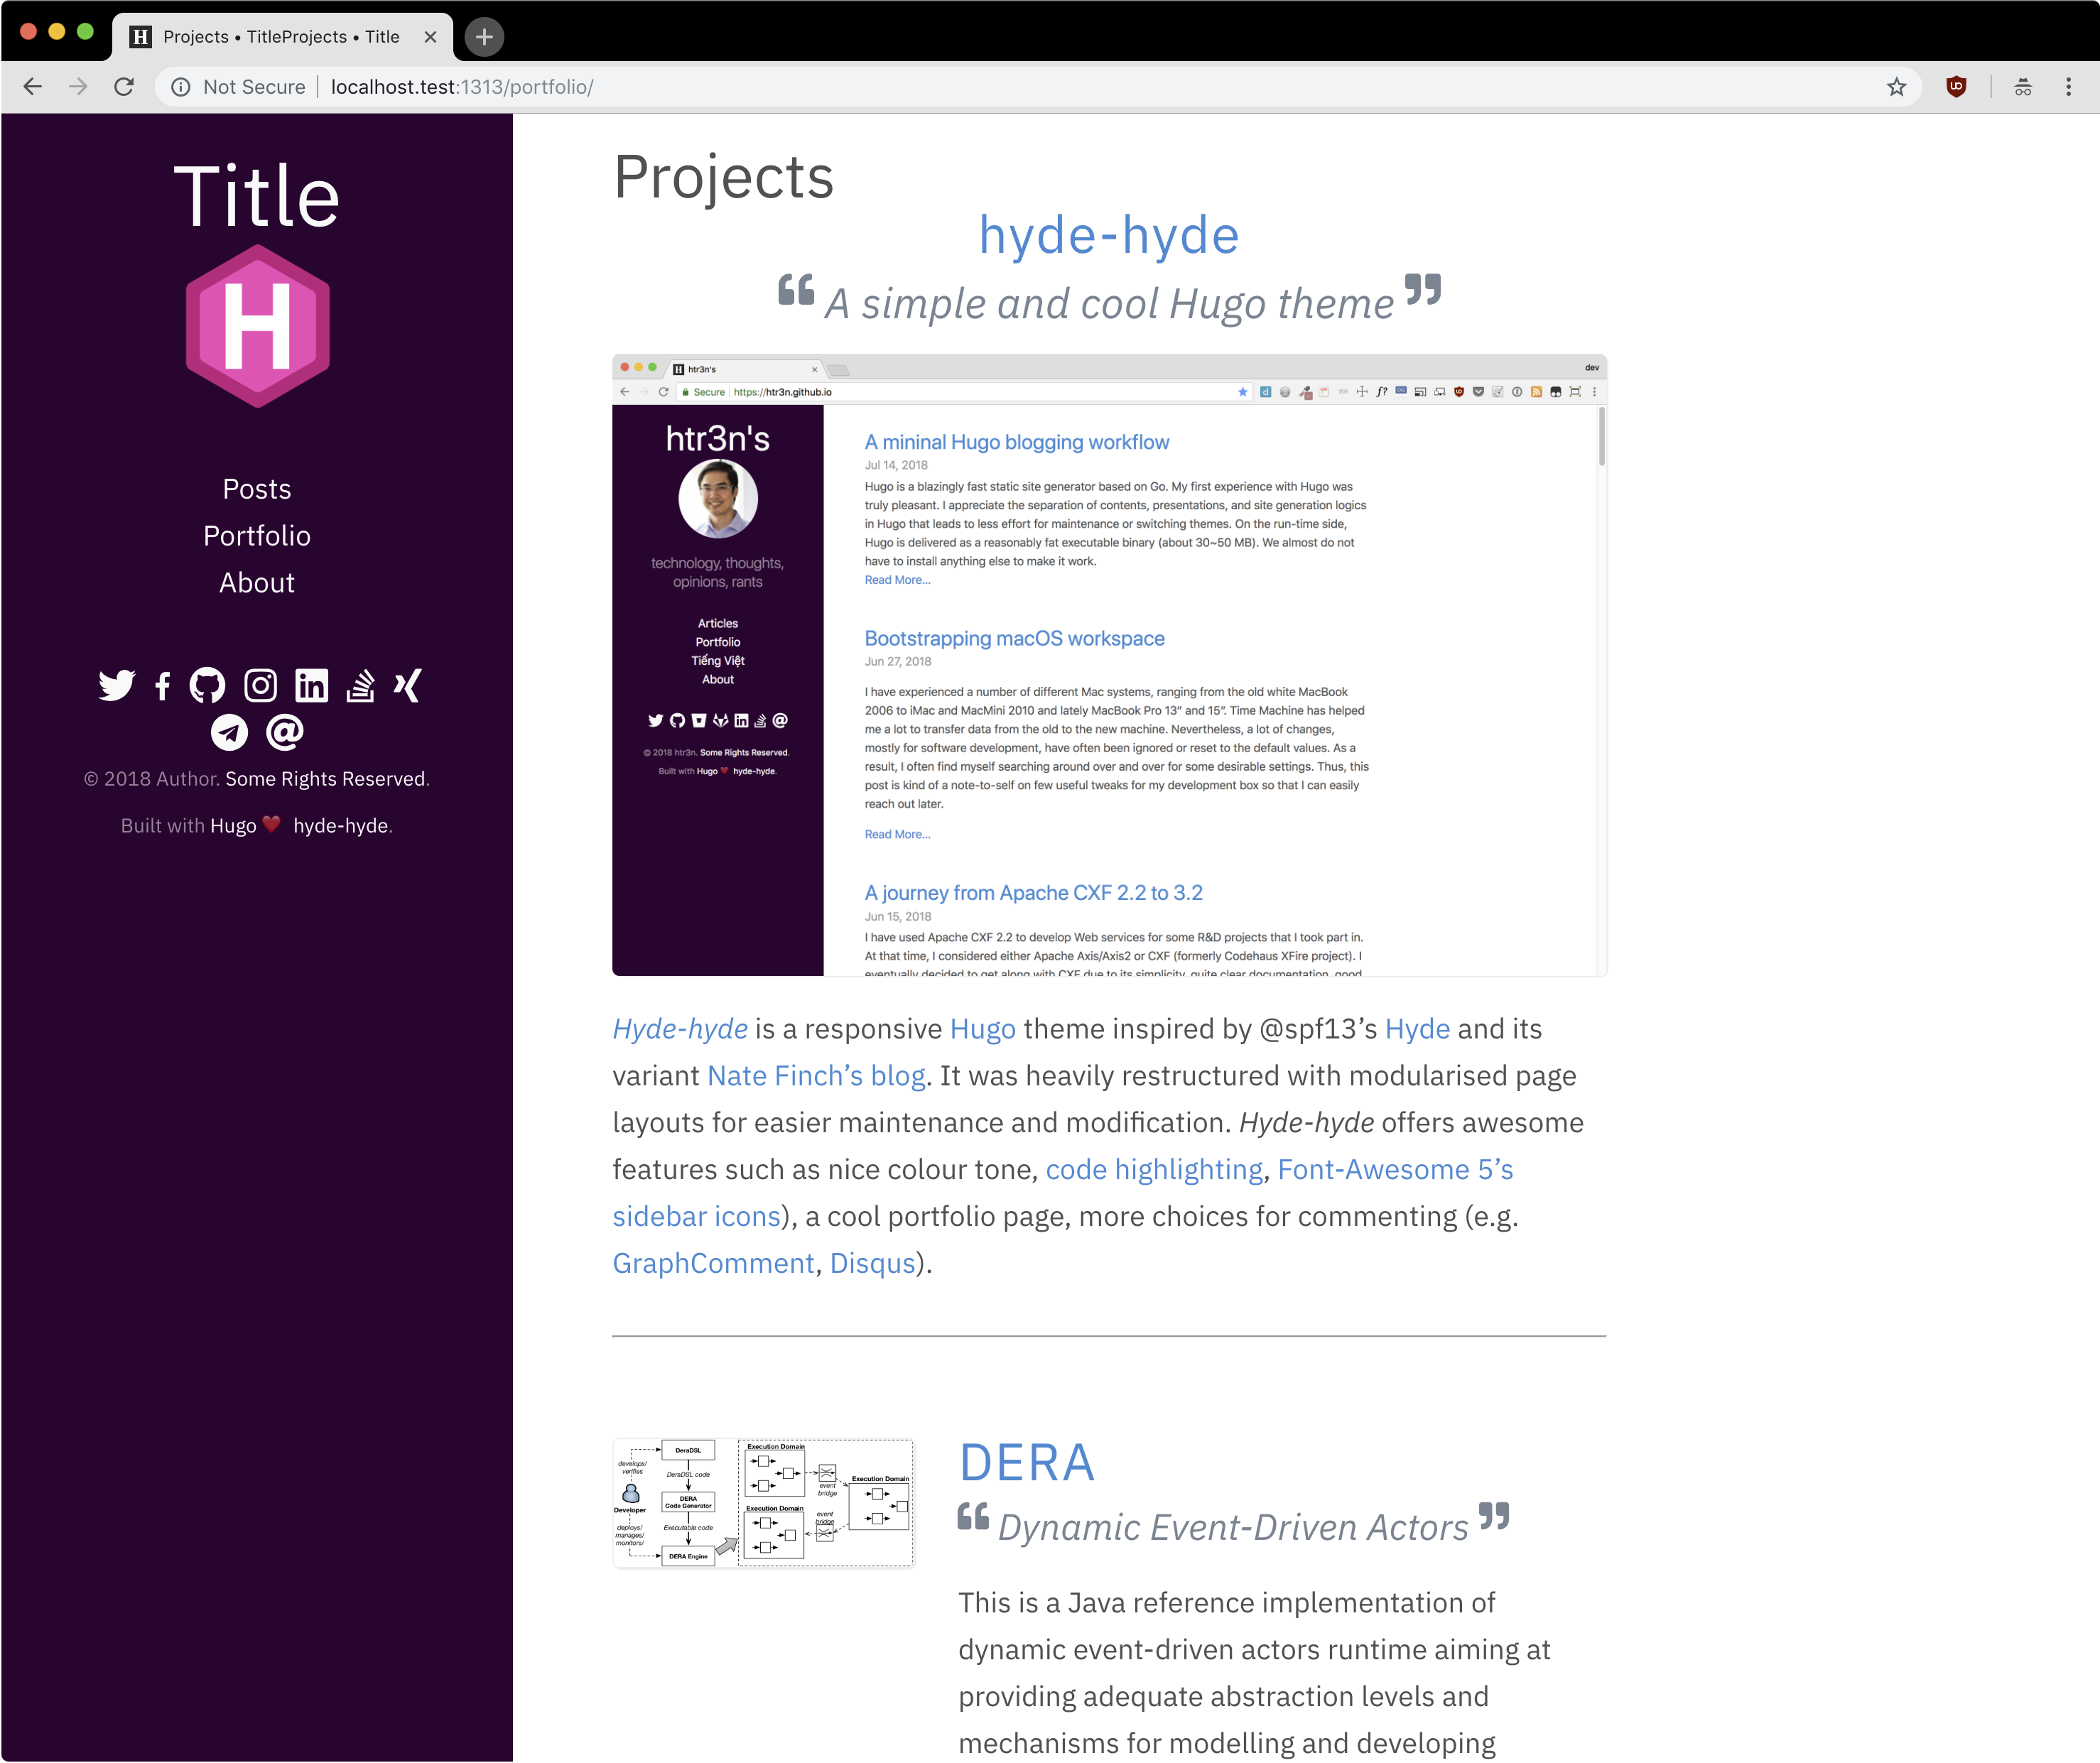 Projects • TitleProjects • Title
Not Secure localhost.test:1313/portfolio/
Title
H
Posts
Portfolio
About
© 2018 Author. Some Rights Reserved.
Built with Hugo ❤ hyde-hyde.
Projects
hyde-hyde
“ A simple and cool Hugo theme ”
htr3n's
dev
Secure https://htr3n.github.io
htr3n's
technology, thoughts,
opinions, rants
Articles
Portfolio
Tiếng Việt
About
© 2018 htr3n. Some Rights Reserved.
Built with Hugo ❤ hyde-hyde.
A mininal Hugo blogging workflow
Jul 14, 2018
Hugo is a blazingly fast static site generator based on Go. My first experience with Hugo was
truly pleasant. I appreciate the separation of contents, presentations, and site generation logics
in Hugo that leads to less effort for maintenance or switching themes. On the run-time side,
Hugo is delivered as a reasonably fat executable binary (about 30~50 MB). We almost do not
have to install anything else to make it work.
Read More...
Bootstrapping macOS workspace
Jun 27, 2018
I have experienced a number of different Mac systems, ranging from the old white MacBook
2006 to iMac and MacMini 2010 and lately MacBook Pro 13” and 15”. Time Machine has helped
me a lot to transfer data from the old to the new machine. Nevertheless, a lot of changes,
mostly for software development, have often been ignored or reset to the default values. As a
result, I often find myself searching around over and over for some desirable settings. Thus, this
post is kind of a note-to-self on few useful tweaks for my development box so that I can easily
reach out later.
Read More...
A journey from Apache CXF 2.2 to 3.2
Jun 15, 2018
I have used Apache CXF 2.2 to develop Web services for some R&D projects that I took part in.
At that time, I considered either Apache Axis/Axis2 or CXF (formerly Codehaus XFire project). I
eventually decided to get along with CXF due to its simplicity, quite clear documentation, good
Hyde-hyde is a responsive Hugo theme inspired by @spf13’s Hyde and its
variant Nate Finch’s blog. It was heavily restructured with modularised page
layouts for easier maintenance and modification. Hyde-hyde offers awesome
features such as nice colour tone, code highlighting, Font-Awesome 5’s
sidebar icons), a cool portfolio page, more choices for commenting (e.g.
GraphComment, Disqus).
DeraDSL
develops/
verifies
DeraDSL code
Developer
DERA
Code Generator
deploys/
manages/
monitors/
Executable code
DERA Engine
Execution Domain
event
bridge
Execution Domain
Execution Domain
event
bridge
DERA
“ Dynamic Event-Driven Actors ”
This is a Java reference implementation of
dynamic event-driven actors runtime aiming at
providing adequate abstraction levels and
mechanisms for modelling and developing